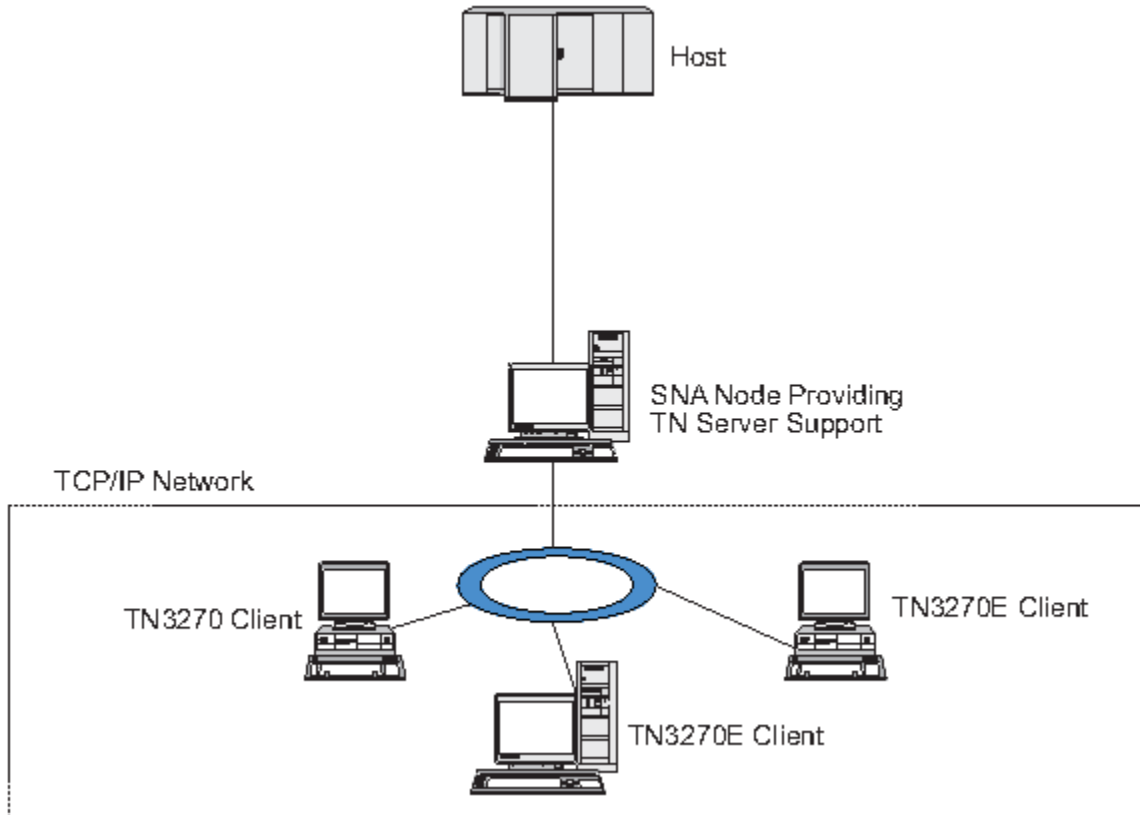 Host
SNA Node Providing
TN Server Support
TCP/IP Network
TN3270 Client
TN3270E Client
TN3270E Client